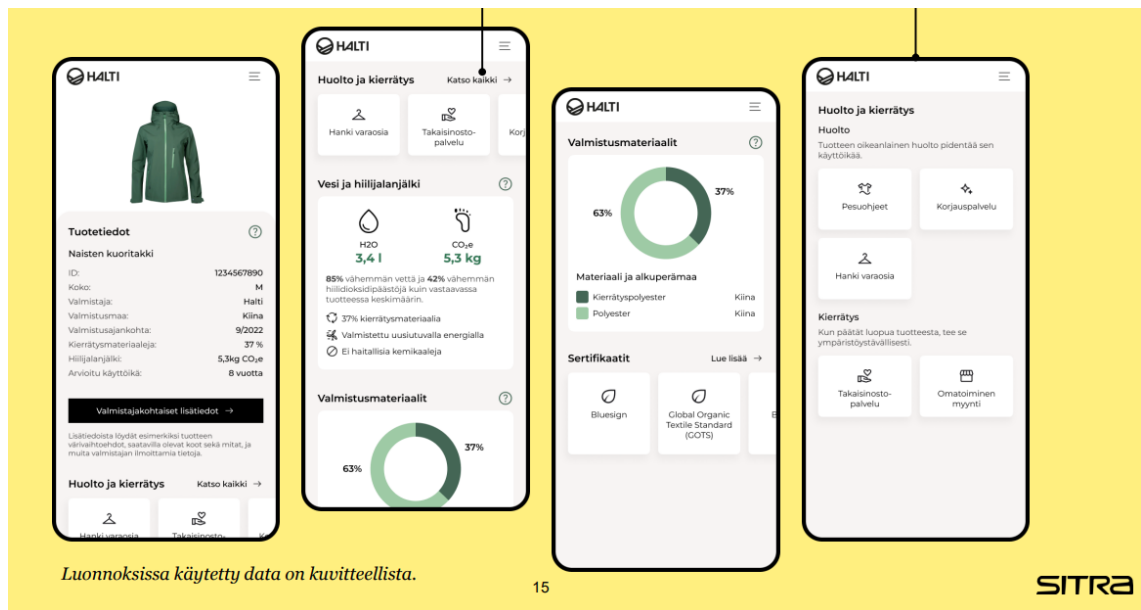 HALTI
Tuotetiedot
Naisten kuoritakki
ID: 1234567890
Koko: M
Valmistaja: Halti
Valmistusmaa: Kiina
Valmistusajankohta: 9/2022
Kierrätysmateriaaleja: 37 %
Hiilijalanjälki: 5,3kg CO₂e
Arvioitu käyttöikä: 8 vuotta
Valmistajakohtaiset lisätiedot →
Lisätiedoista löydät esimerkiksi tuotteen
värivaihtoehdot, saatavilla olevat koot sekä mitat, ja
muita valmistajan ilmoittamia tietoja.
Huolto ja kierrätys Katso kaikki →
Hanki varaosia
Takaisinosto-
HALTI
Huolto ja kierrätys Katso kaikki →
Hanki varaosia
Takaisinosto-
palvelu
Korj
Vesi ja hiilijalanjälki ?
H2O
3,4 l
CO₂e
5,3 kg
85% vähemmän vettä ja 42% vähemmän
hiilidioksidipäästöjä kuin vastaavassa
tuotteessa keskimäärin.
37% kierrätysmateriaalia
Valmistettu uusiutuvalla energialla
Ei haitallisia kemikaaleja
Valmistusmateriaalit ?
37%
63%
HALTI
Valmistusmateriaalit ?
37%
63%
Materiaali ja alkuperämaa
Kierrätyspolyester Kiina
Polyester Kiina
Sertifikaatit Lue lisää →
Bluesign
Global Organic
Textile Standard
(GOTS)
HALTI
Huolto ja kierrätys
Huolto
Tuotteen oikeanlainen huolto pidentää sen
käyttöikää.
Pesuohjeet
Korjauspalvelu
Hanki varaosia
Kierrätys
Kun päätät luopua tuotteesta, tee se
ympäristöystävällisesti.
Takaisinosto-
palvelu
Omatoiminen
myynti
Luonnoksissa käytetty data on kuvitteellista.
15
SITRA